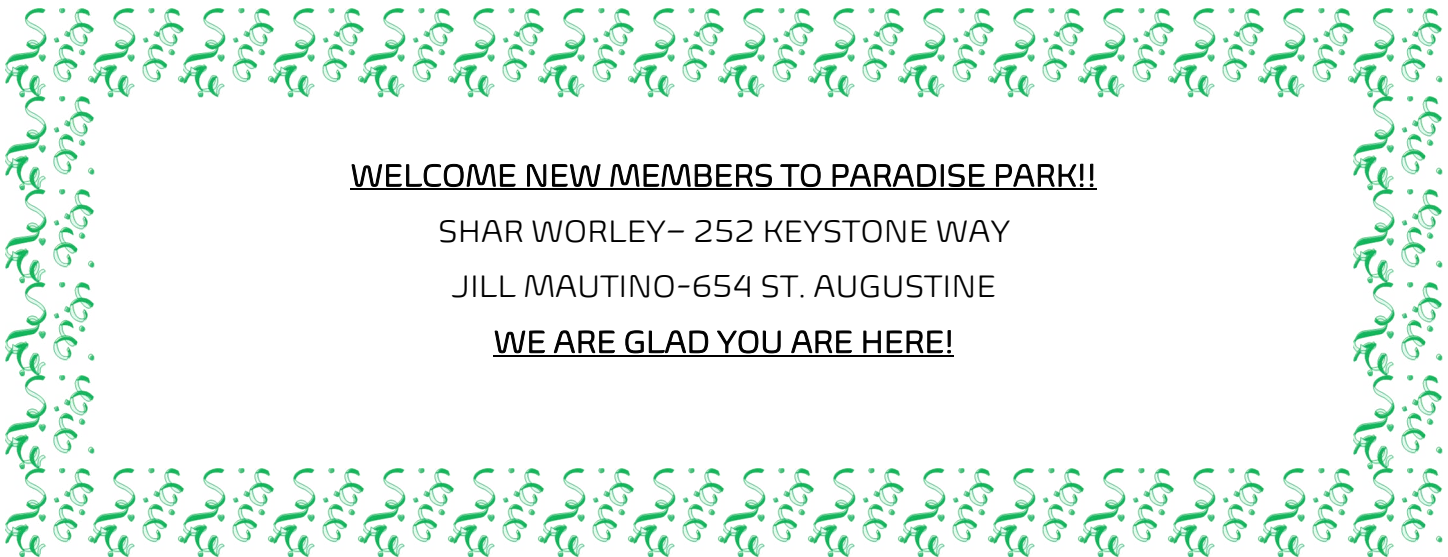 WELCOME NEW MEMBERS TO PARADISE PARK!!
SHAR WORLEY– 252 KEYSTONE WAY
JILL MAUTINO-654 ST. AUGUSTINE
WE ARE GLAD YOU ARE HERE!